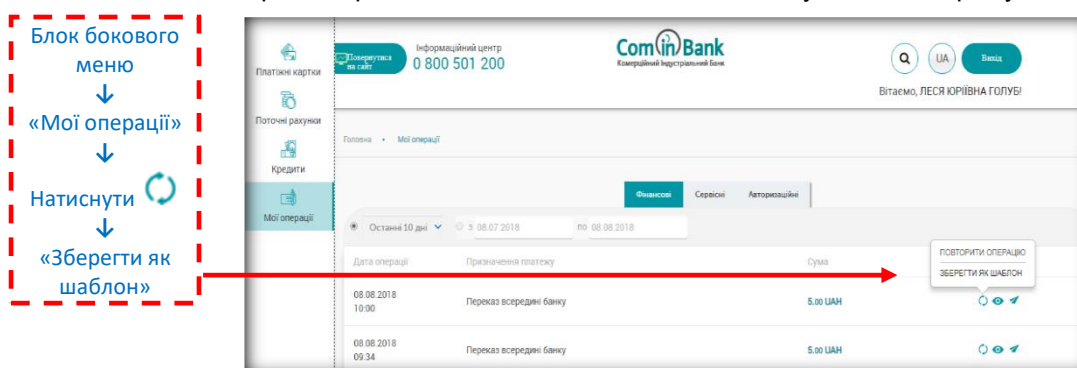 Блок бокового
меню
↓
«Мої операції»
↓
Натиснути
↓
«Зберегти як
шаблон»
Платіжні картки
Поточні рахунки
Кредити
Мої операції
Повернутися
на сайт
Інформаційний центр
0 800 501 200
Com in Bank
Комерційний Індустріальний Банк
UA
Вихід
Вітаємо, ЛЕСЯ ЮРІЇВНА ГОЛУБ!
Головна • Мої операції
Фінансові Сервісні Авторизаційні
Останні 10 дні з 08.07.2018 по 08.08.2018
Дата операції Призначення платежу Сума
ПОВТОРИТИ ОПЕРАЦІЮ
ЗБЕРЕГТИ ЯК ШАБЛОН
08.08.2018
10:00
Переказ всередині банку 5.00 UAH
08.08.2018
09:34
Переказ всередині банку 5.00 UAH